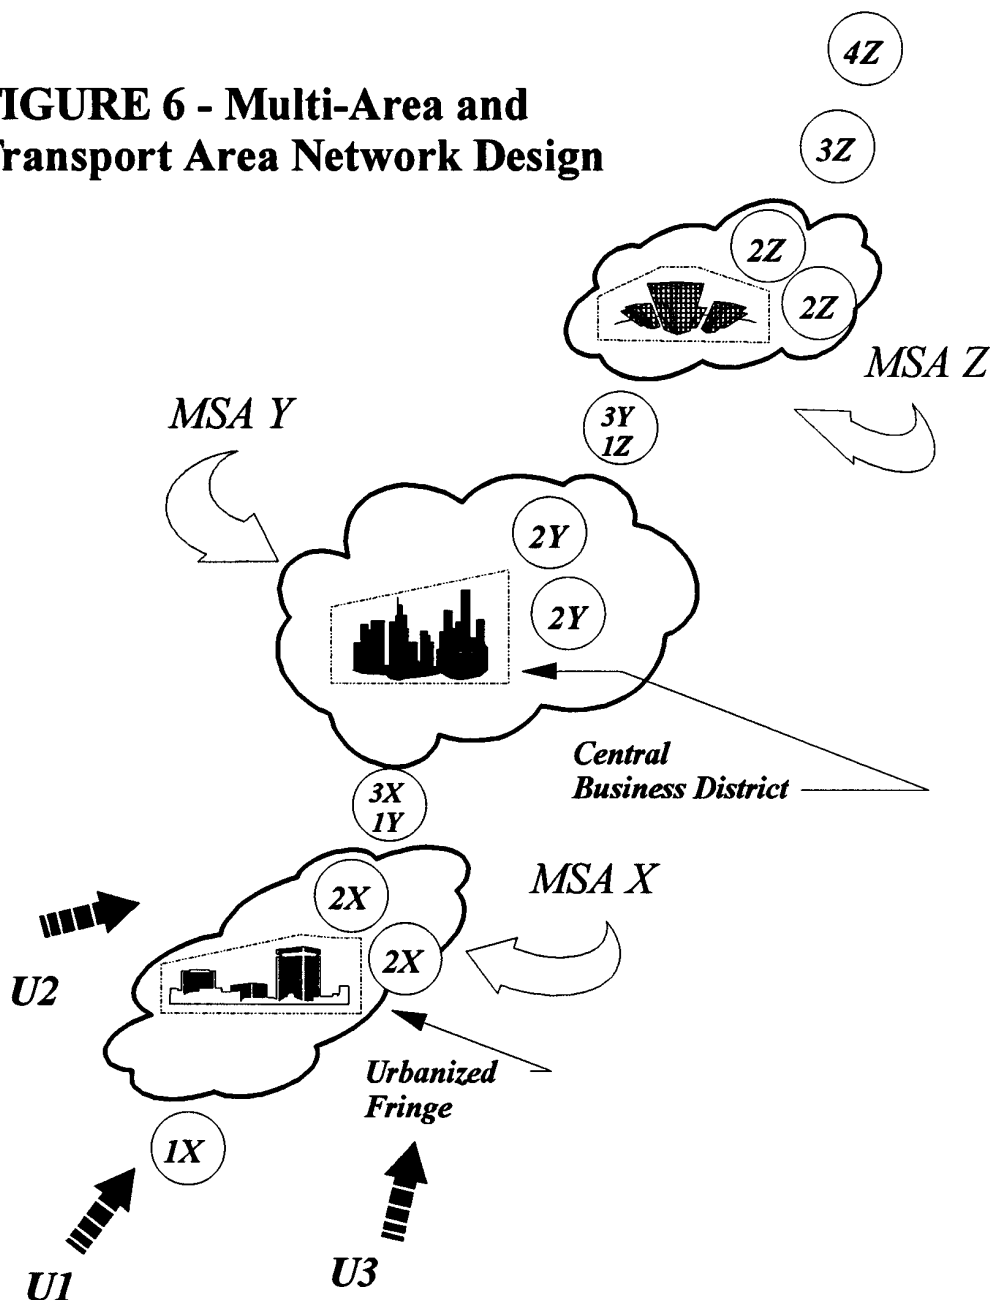 4Z
IGURE 6 - Multi-Area and
ransport Area Network Design
3Z
2Z
2Z
MSA Z
MSA Y
3Y
1Z
2Y
2Y
Central
Business District
3X
1Y
MSA X
2X
2X
U2
Urbanized
Fringe
1X
U3
U1